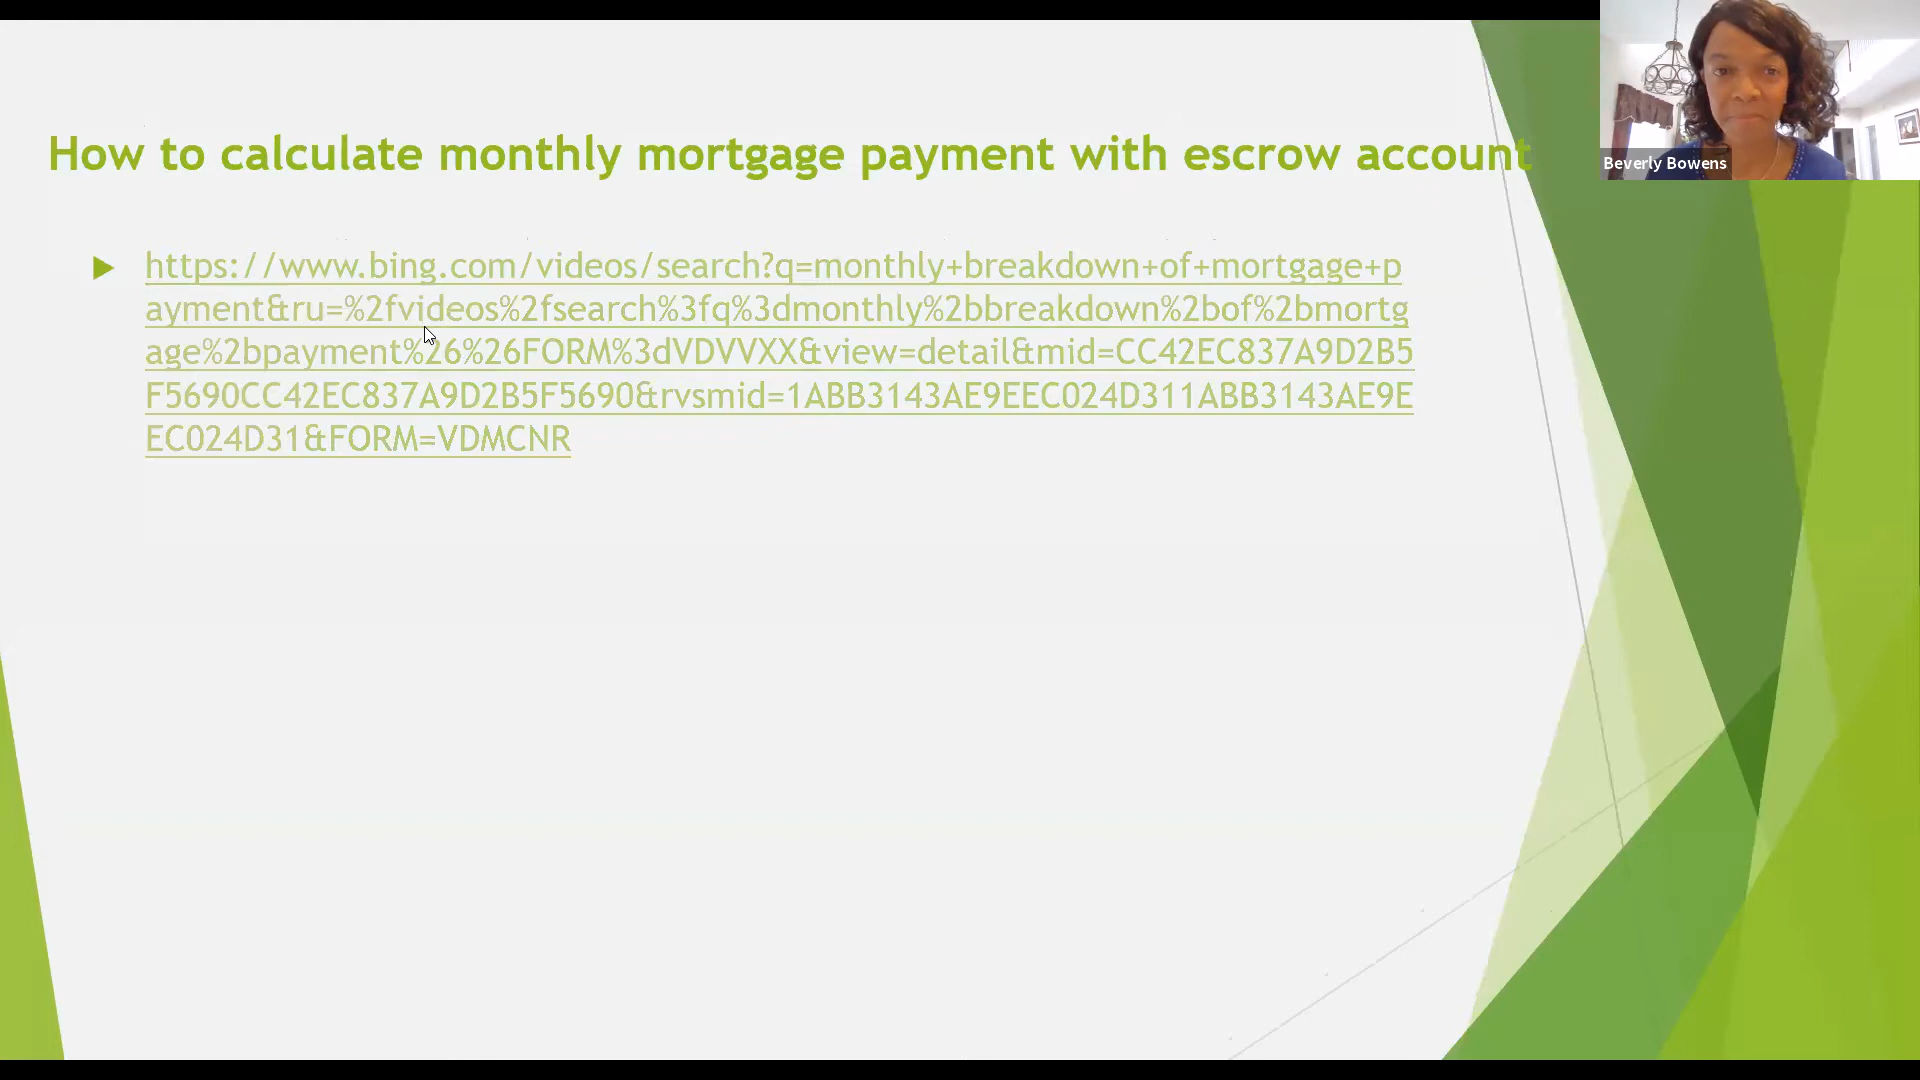 How to calculate monthly mortgage payment with escrow account
https://www.bing.com/videos/search?q=monthly+breakdown+of+mortgage+p
ayment&ru=%2fvideos%2fsearch%3fq%3dmonthly%2bbreakdown%2bof%2bmortg
age%2bpayment%26%26FORM%3dVDVVXX&view=detail&mid=CC42EC837A9D2B5
F5690CC42EC837A9D2B5F5690&rvsmid=1ABB3143AE9EEC024D311ABB3143AE9E
EC024D31&FORM=VDMCNR
Beverly Bowens